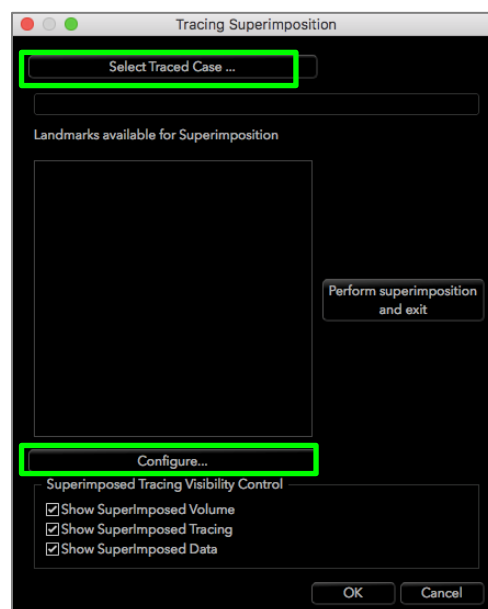 Tracing Superimposition
Select Traced Case ...
Landmarks available for Superimposition
Perform superimposition
and exit
Configure...
Superimposed Tracing Visibility Control
Show SuperImposed Volume
Show SuperImposed Tracing
Show SuperImposed Data
OK
Cancel